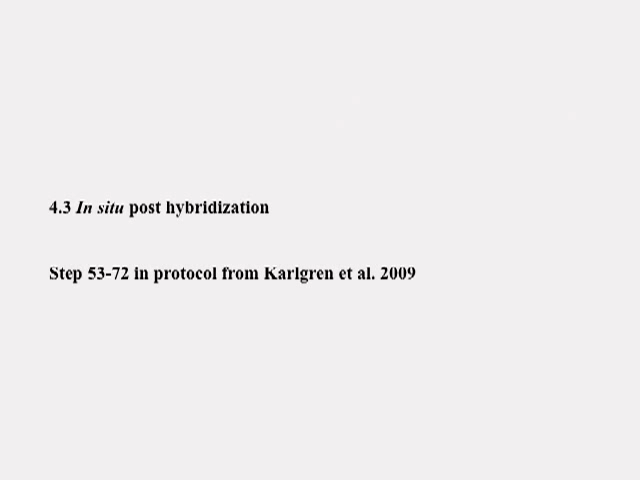 4.3 In situ post hybridization
Step 53-72 in protocol from Karlgren et al. 2009